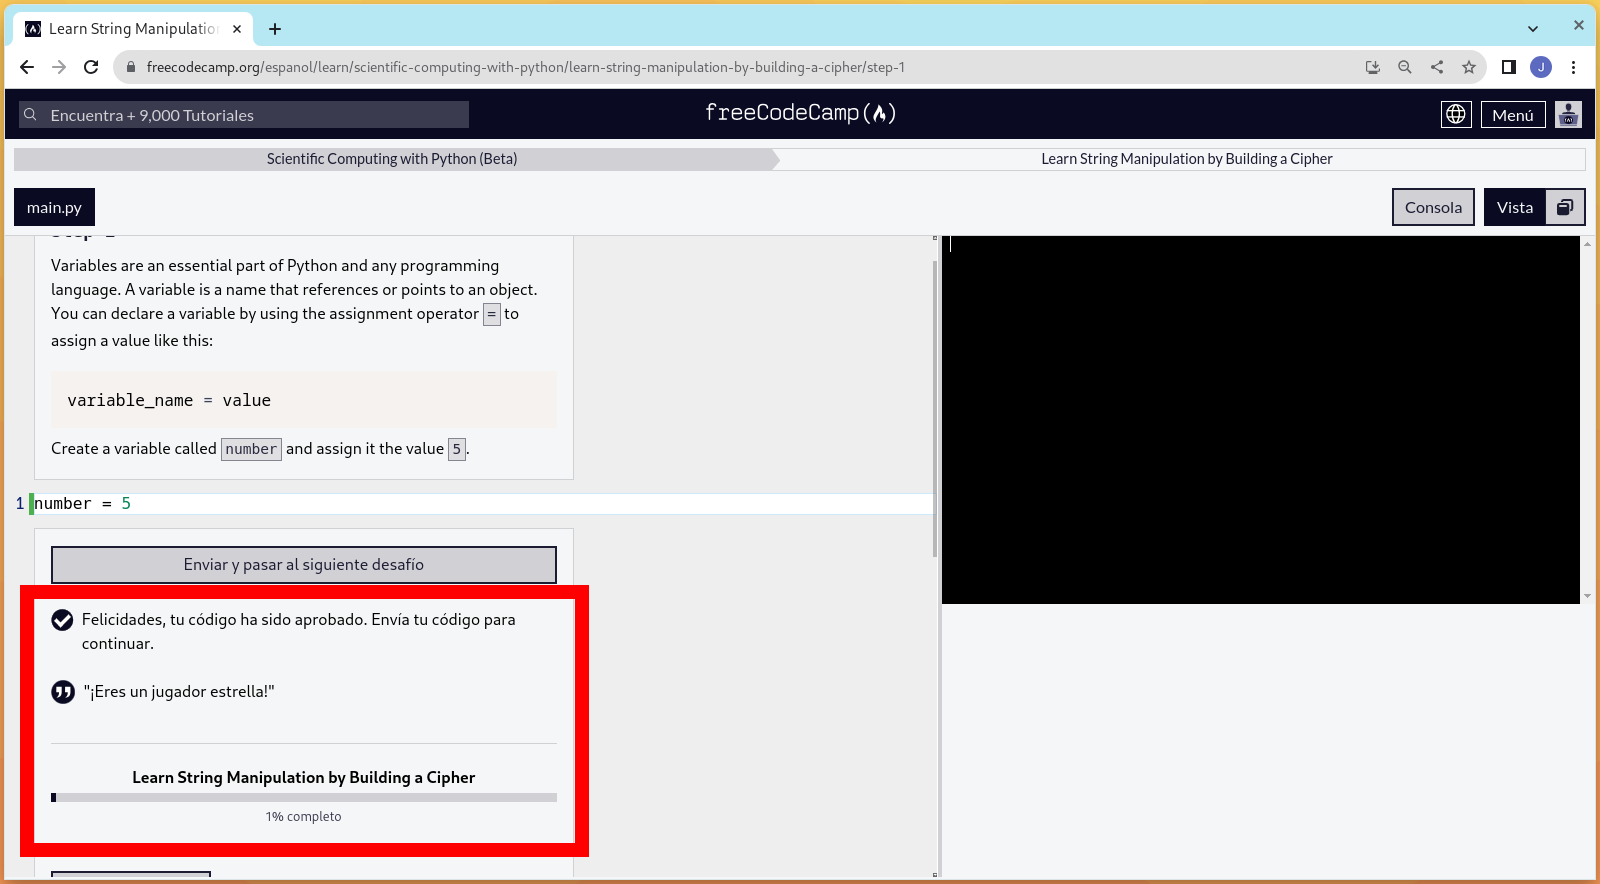 Learn String Manipulatio
freecodecamp.org/espanol/learn/scientific-computing-with-python/learn-string-manipulation-by-building-a-cipher/step-1
J
Encuentra + 9,000 Tutoriales
freeCodeCamp
Menú
Scientific Computing with Python (Beta)
Learn String Manipulation by Building a Cipher
main.py
Consola
Vista
Variables are an essential part of Python and any programming
language. A variable is a name that references or points to an object.
You can declare a variable by using the assignment operator = to
assign a value like this:
variable_name = value
Create a variable called number and assign it the value 5.
1 number = 5
Enviar y pasar al siguiente desafío
Felicidades, tu código ha sido aprobado. Envía tu código para
continuar.
"¡Eres un jugador estrella!"
Learn String Manipulation by Building a Cipher
1% completo